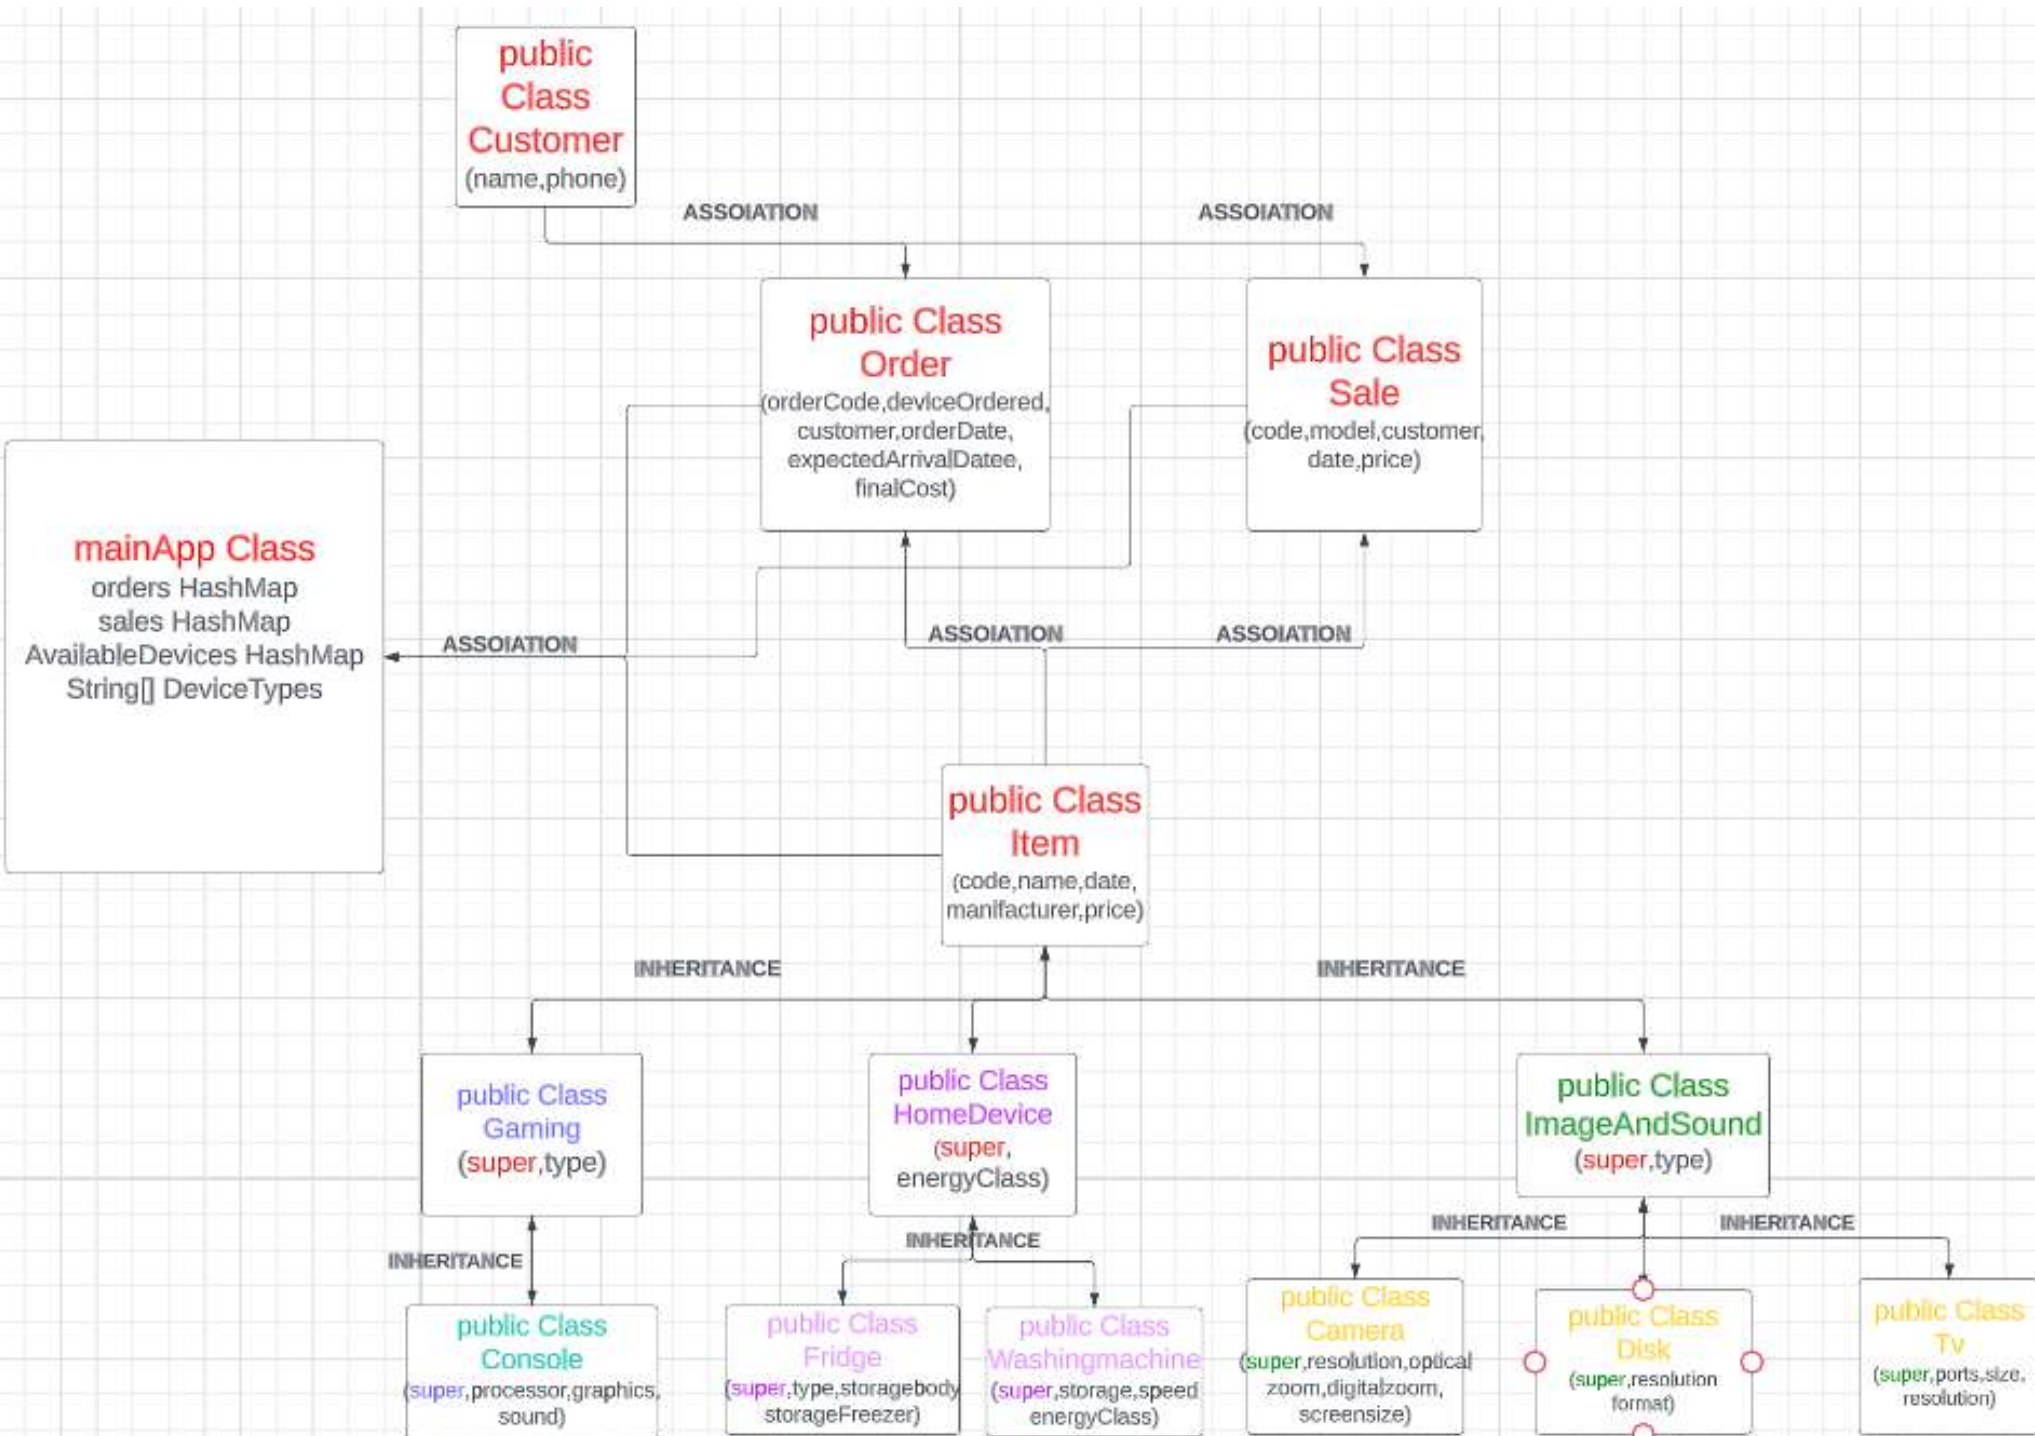 public
Class
Customer
(name,phone)
ASSOIATION
ASSOIATION
public Class
Order
(orderCode,deviceOrdered,
customer,orderDate,
expectedArrivalDatee,
finalCost)
public Class
Sale
(code,model,customer,
date,price)
mainApp Class
orders HashMap
sales HashMap
AvailableDevices HashMap
String[] DeviceTypes
ASSOIATION
ASSOIATION
ASSOIATION
public Class
Item
(code,name,date,
manifacturer,price)
INHERITANCE
INHERITANCE
public Class
Gaming
(super,type)
public Class
HomeDevice
(super,
energyClass)
public Class
ImageAndSound
(super,type)
INHERITANCE
INHERITANCE
INHERITANCE
INHERITANCE
public Class
Console
(super,processor,graphics,
sound)
public Class
Fridge
(super,type,storagebody
storageFreezer)
public Class
Washingmachine
(super,storage,speed
energyClass)
public Class
Camera
(super,resolution,optical
zoom,digitalzoom,
screensize)
public Class
Disk
(super,resolution
format)
public Class
Tv
(super,ports,size,
resolution)